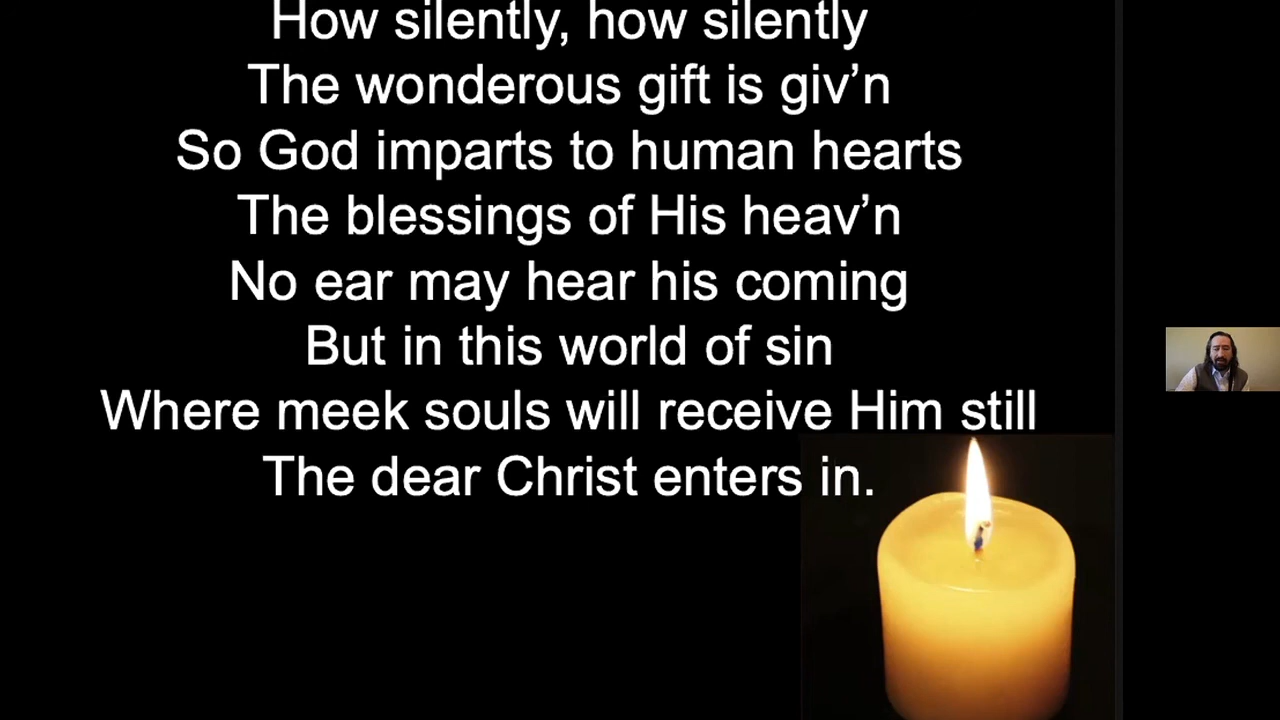 How silently, how silently
The wonderous gift is giv’n
So God imparts to human hearts
The blessings of His heav’n
No ear may hear his coming
But in this world of sin
Where meek souls will receive Him still
The dear Christ enters in.